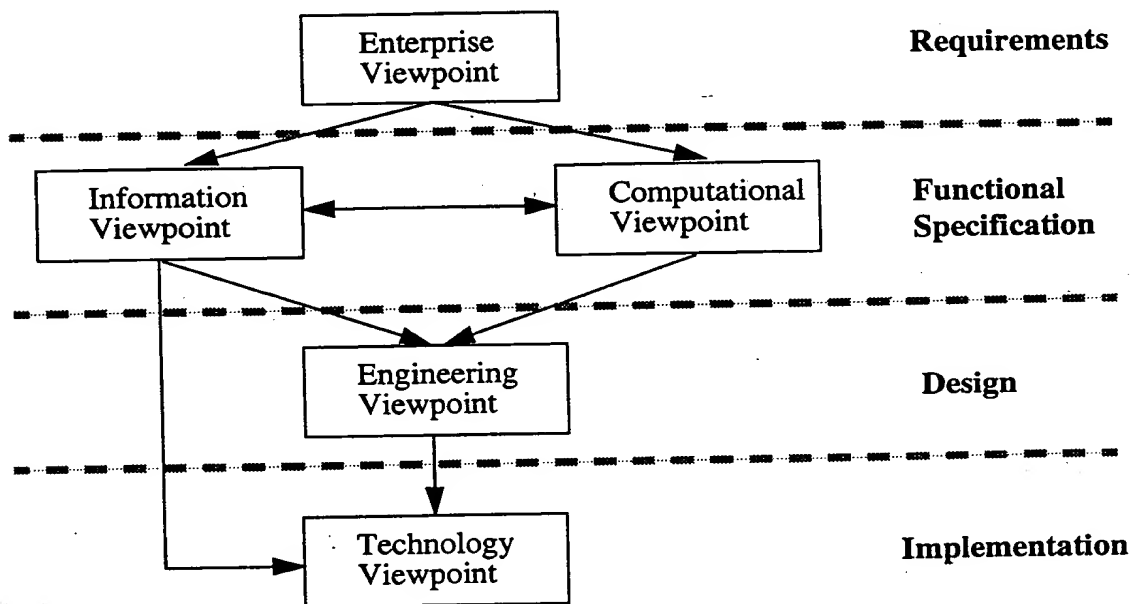 Enterprise
Viewpoint
Requirements
Information
Viewpoint
Computational
Viewpoint
Functional
Specification
Engineering
Viewpoint
Design
Technology
Viewpoint
Implementation